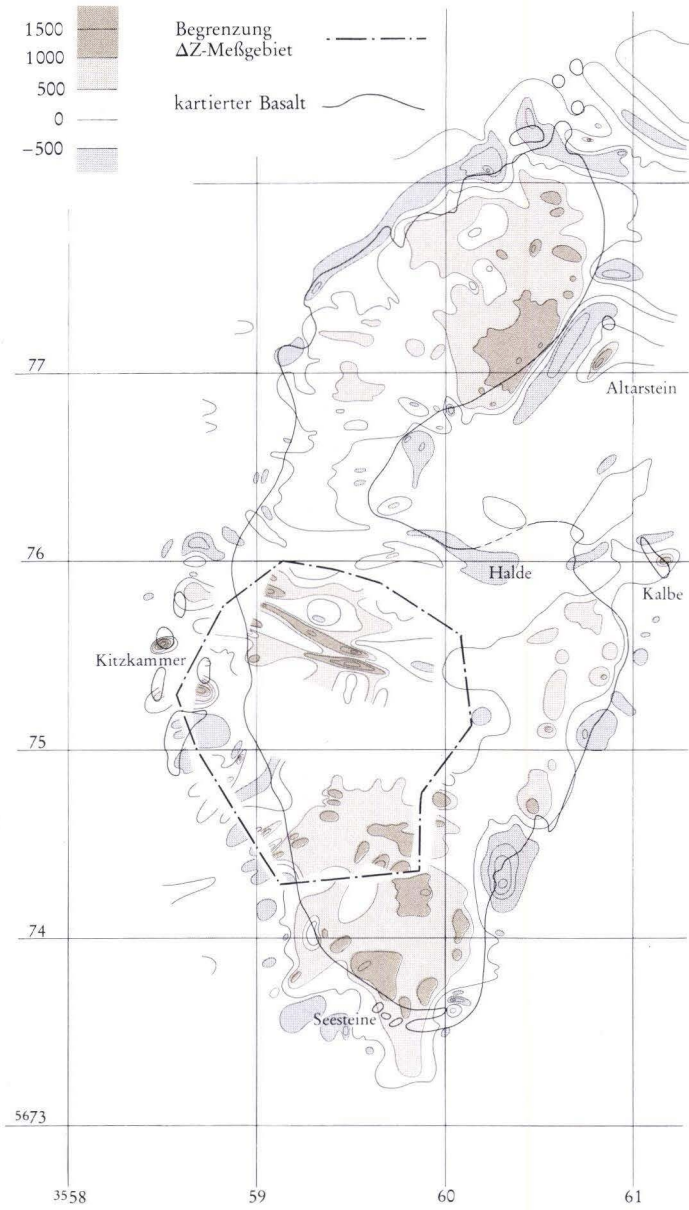 1500
1000
500
0
−500
Begrenzung
ΔZ-Meßgebiet
kartierter Basalt
77
Altarstein
76
Halde
Kalbe
Kitzkammer
75
74
Seesteine
5673
3558
59
60
61